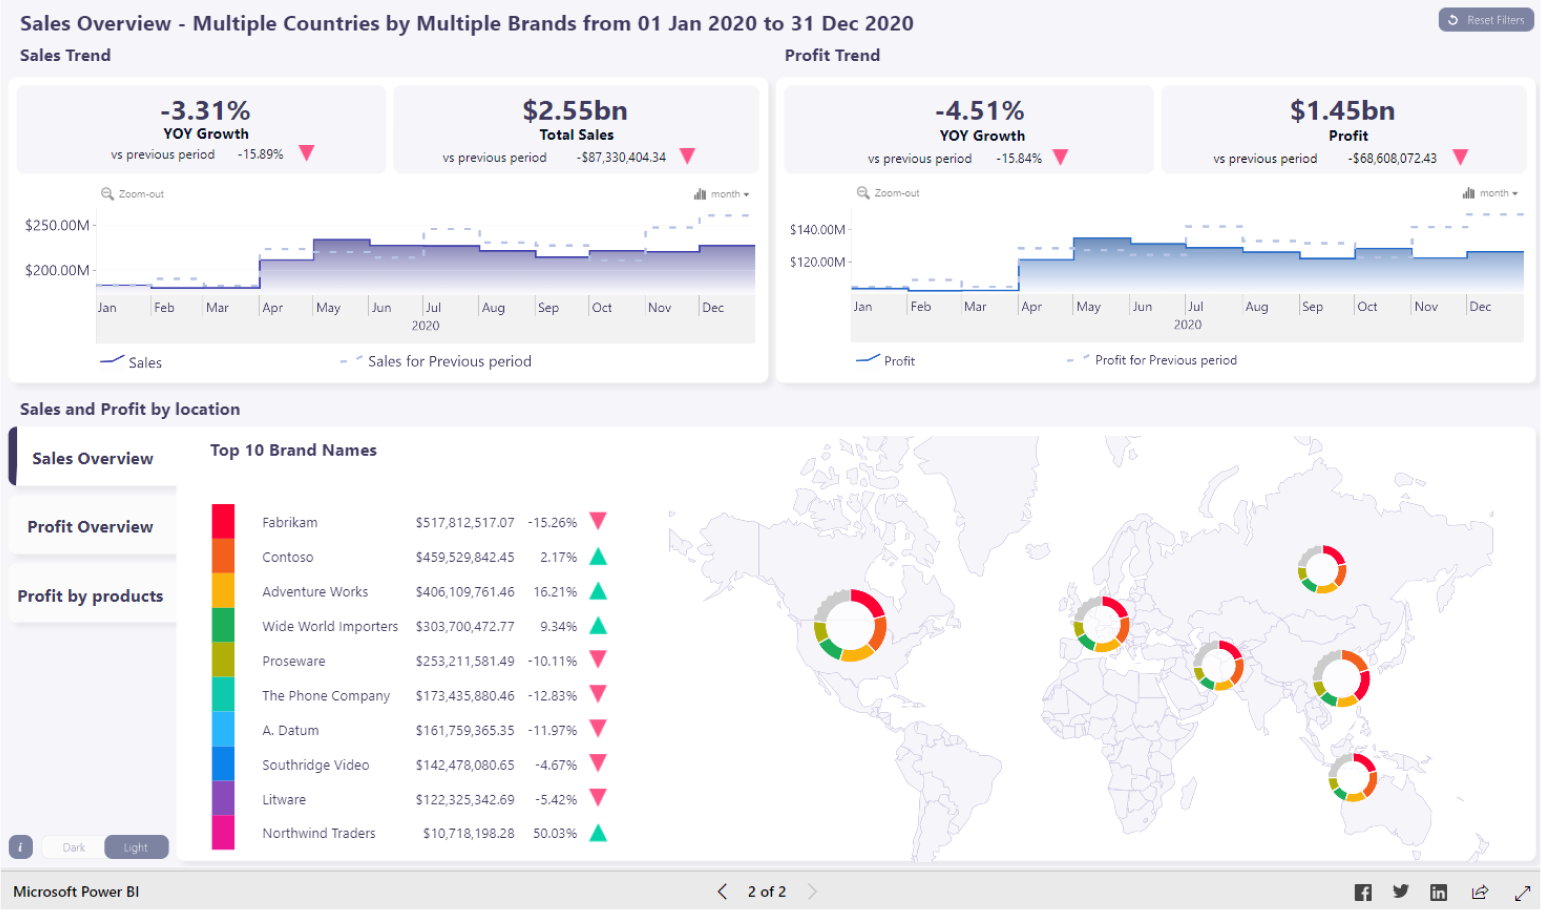 Sales Overview - Multiple Countries by Multiple Brands from 01 Jan 2020 to 31 Dec 2020
Reset Filters
Sales Trend
-3.31%
YOY Growth
vs previous period -15.89%
$2.55bn
Total Sales
vs previous period -$87,330,404.34
Zoom-out
month
$250.00M
$200.00M
Jan Feb Mar Apr May Jun Jul Aug Sep Oct Nov Dec
2020
Sales Sales for Previous period
Profit Trend
-4.51%
YOY Growth
vs previous period -15.84%
$1.45bn
Profit
vs previous period -$68,608,072.43
Zoom-out
month
$140.00M
$120.00M
Jan Feb Mar Apr May Jun Jul Aug Sep Oct Nov Dec
2020
Profit Profit for Previous period
Sales and Profit by location
Sales Overview
Profit Overview
Profit by products
Top 10 Brand Names
Fabrikam $517,812,517.07 -15.26%
Contoso $459,529,842.45 2.17%
Adventure Works $406,109,761.46 16.21%
Wide World Importers $303,700,472.77 9.34%
Proseware $253,211,581.49 -10.11%
The Phone Company $173,435,880.46 -12.83%
A. Datum $161,759,365.35 -11.97%
Southridge Video $142,478,080.65 -4.67%
Litware $122,325,342.69 -5.42%
Northwind Traders $10,718,198.28 50.03%
i Dark Light
Microsoft Power BI
2 of 2